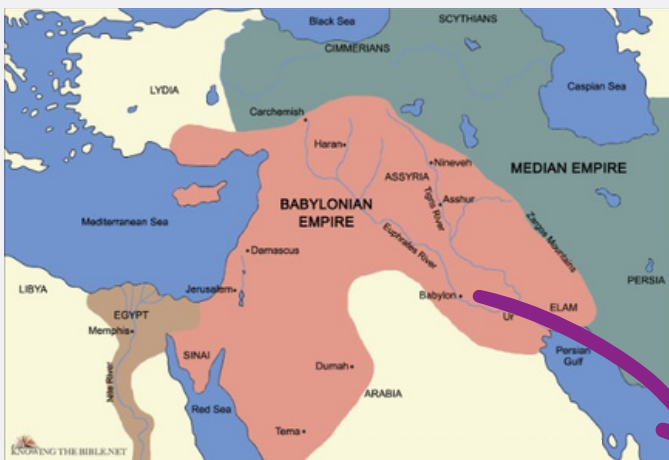 Black Sea
SCYTHIANS
CIMMERIANS
Caspian Sea
LYDIA
Carchemish
Haran
Nineveh
MEDIAN EMPIRE
ASSYRIA
BABYLONIAN
EMPIRE
Asshur
Tigris River
Zargos Mountains
Mediterranean Sea
Euphrates River
Damascus
PERSIA
LIBYA
Jerusalem
Babylon
ELAM
EGYPT
Ur
Memphis
SINAI
Persian
Gulf
Dumah
Nile River
ARABIA
Red Sea
Tema
KNOWING THE BIBLE.NET